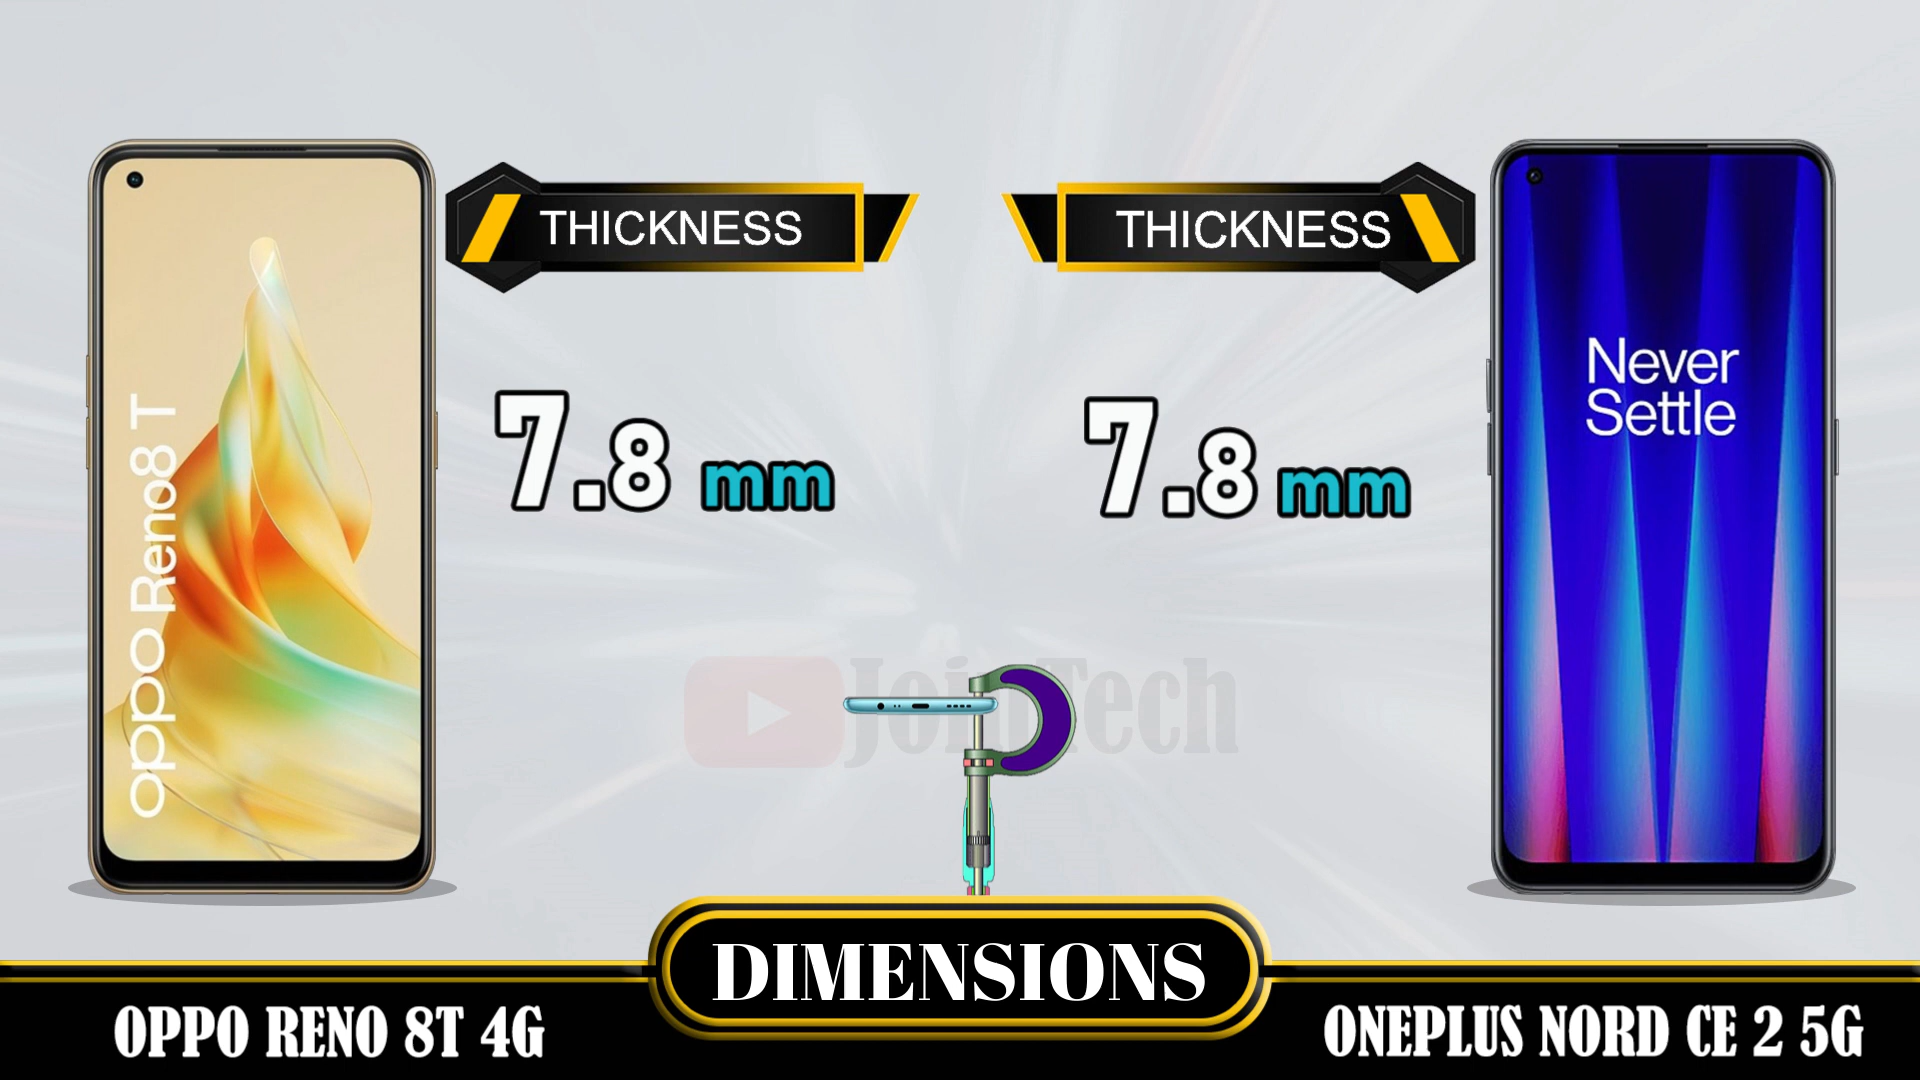 THICKNESS
THICKNESS
7.8 mm
7.8 mm
oppo Reno8 T
Never
Settle
JoinTech
DIMENSIONS
OPPO RENO 8T 4G
ONEPLUS NORD CE 2 5G